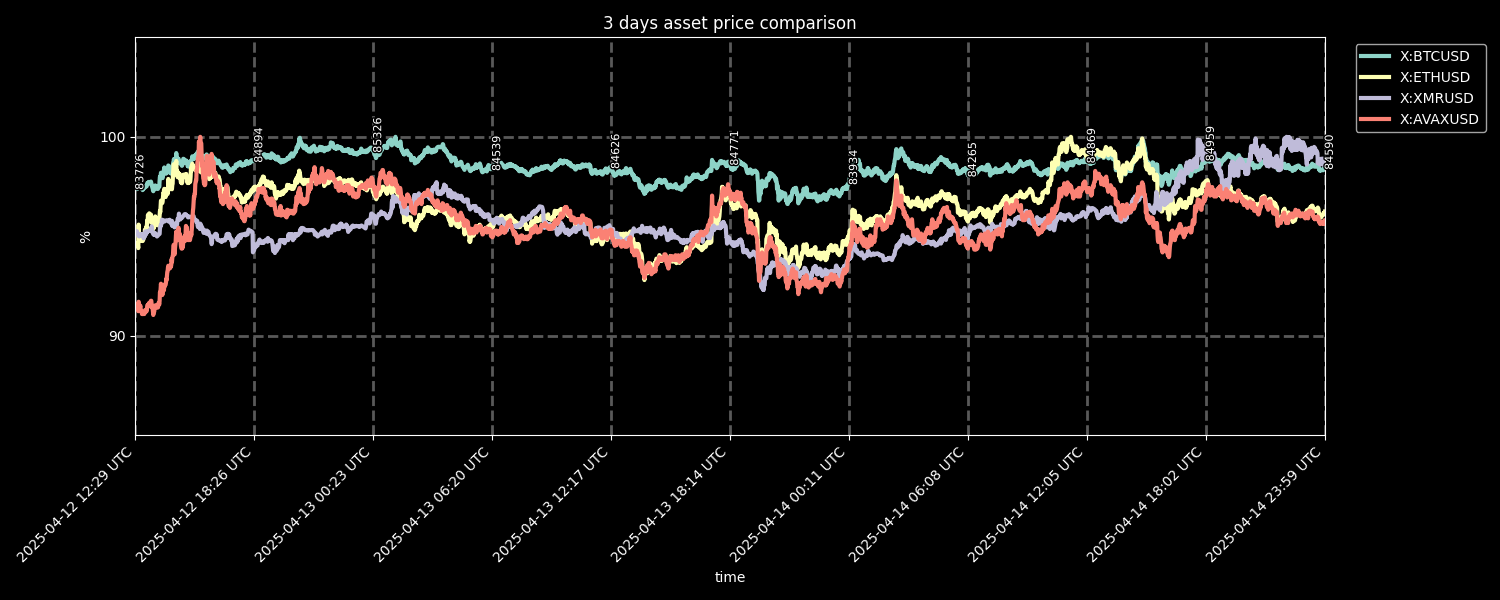 3 days asset price comparison
X:BTCUSD
X:ETHUSD
X:XMRUSD
X:AVAXUSD
100
90
%
83726
84894
85326
84539
84626
84771
83934
84265
84869
84959
84590
2025-04-12 12:29 UTC
2025-04-12 18:26 UTC
2025-04-13 00:23 UTC
2025-04-13 06:20 UTC
2025-04-13 12:17 UTC
2025-04-13 18:14 UTC
2025-04-14 00:11 UTC
2025-04-14 06:08 UTC
2025-04-14 12:05 UTC
2025-04-14 18:02 UTC
2025-04-14 23:59 UTC
time